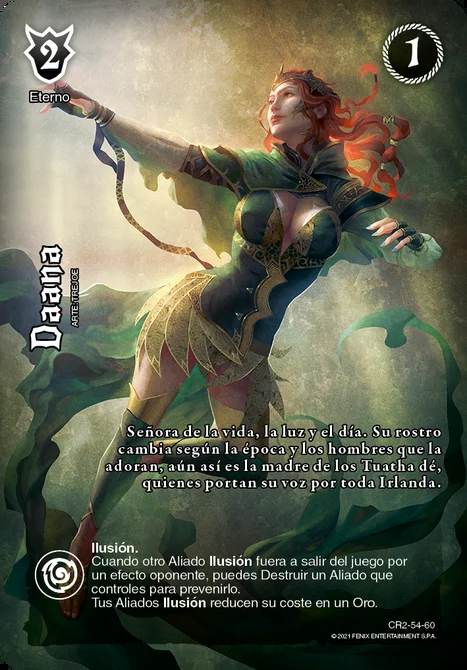 2
1
Eterno
Daana
ARTE: TREJOE
Señora de la vida, la luz y el día. Su rostro
cambia según la época y los hombres que la
adoran, aún así es la madre de los Tuatha dé,
quienes portan su voz por toda Irlanda.
Ilusión.
Cuando otro Aliado Ilusión fuera a salir del juego por
un efecto oponente, puedes Destruir un Aliado que
controles para prevenirlo.
Tus Aliados Ilusión reducen su coste en un Oro.
CR2-54-60
©2021 FENIX ENTERTAINMENT S.P.A.